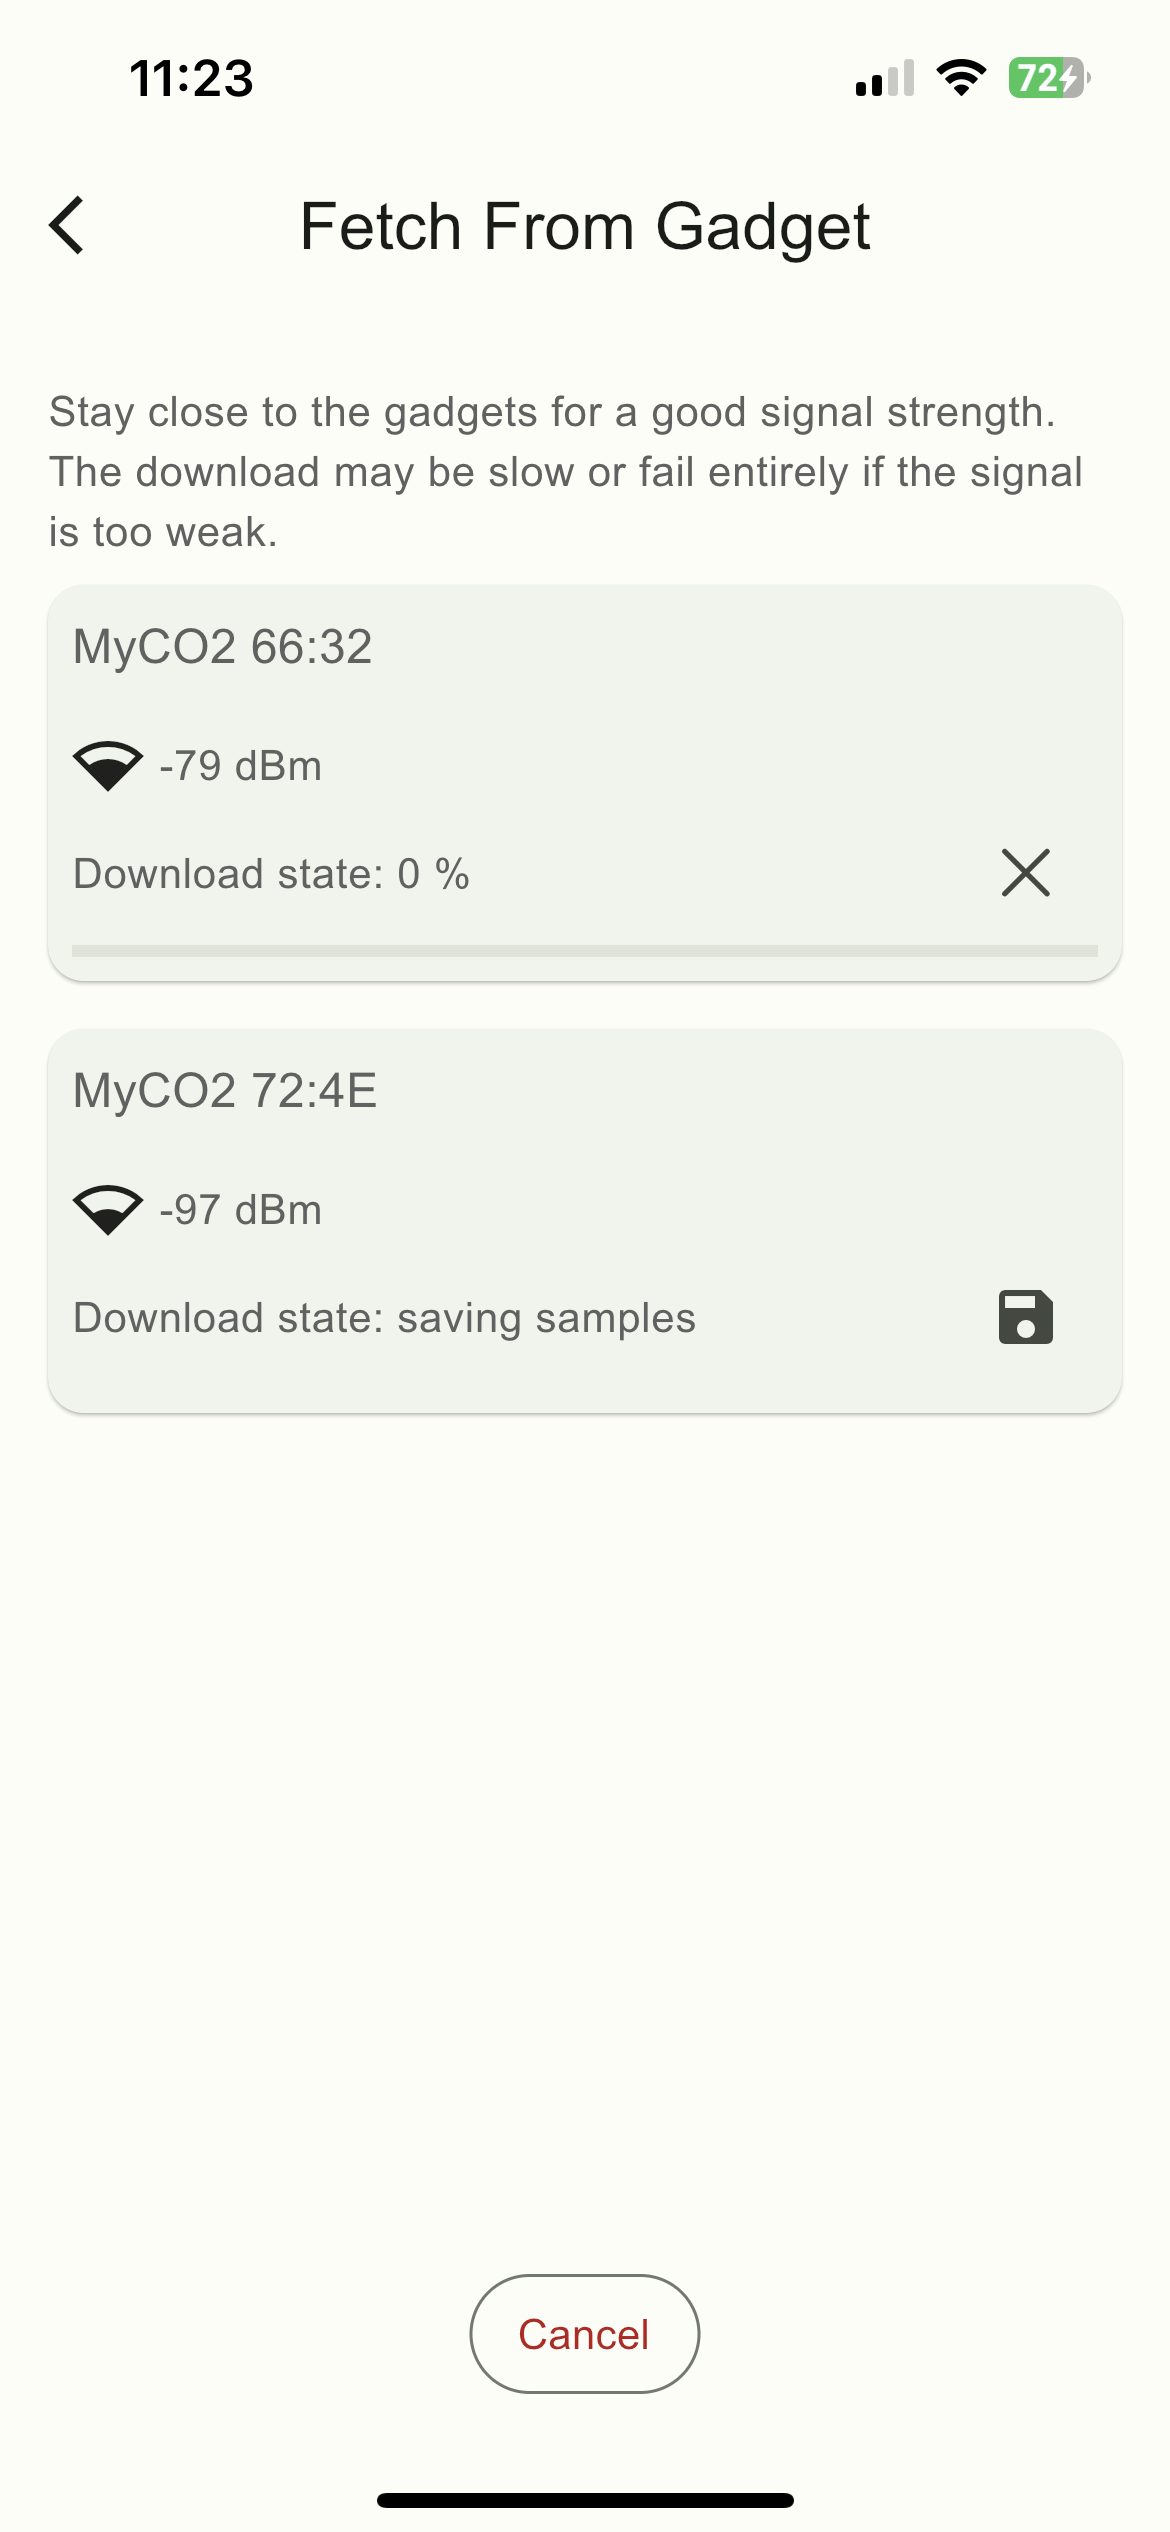 11:23
72
Fetch From Gadget
Stay close to the gadgets for a good signal strength.
The download may be slow or fail entirely if the signal
is too weak.
MyCO2 66:32
-79 dBm
Download state: 0 %
MyCO2 72:4E
-97 dBm
Download state: saving samples
Cancel